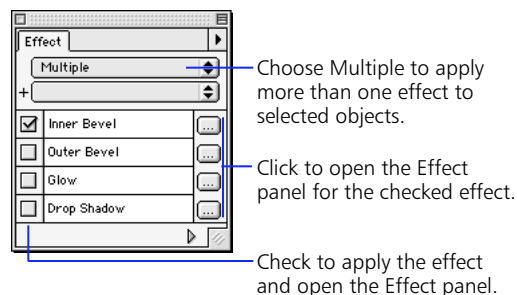 Effect
Multiple
+
Inner Bevel
...
Outer Bevel
...
Glow
...
Drop Shadow
...
Choose Multiple to apply
more than one effect to
selected objects.
Click to open the Effect
panel for the checked effect.
Check to apply the effect
and open the Effect panel.